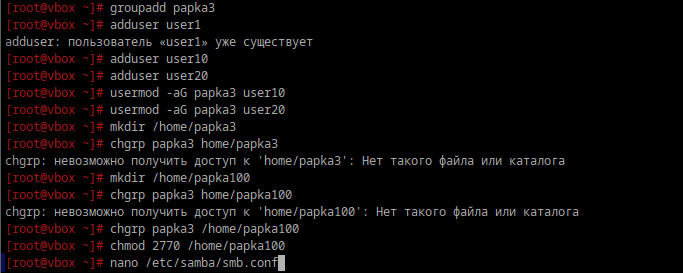 [root@vbox ~]# groupadd papka3
[root@vbox ~]# adduser user1
adduser: пользователь «user1» уже существует
[root@vbox ~]# adduser user10
[root@vbox ~]# adduser user20
[root@vbox ~]# usermod -aG papka3 user10
[root@vbox ~]# usermod -aG papka3 user20
[root@vbox ~]# mkdir /home/papka3
[root@vbox ~]# chgrp papka3 home/papka3
chgrp: невозможно получить доступ к 'home/papka3': Нет такого файла или каталога
[root@vbox ~]# mkdir /home/papka100
[root@vbox ~]# chgrp papka3 home/papka100
chgrp: невозможно получить доступ к 'home/papka100': Нет такого файла или каталога
[root@vbox ~]# chgrp papka3 /home/papka100
[root@vbox ~]# chmod 2770 /home/papka100
[root@vbox ~]# nano /etc/samba/smb.conf